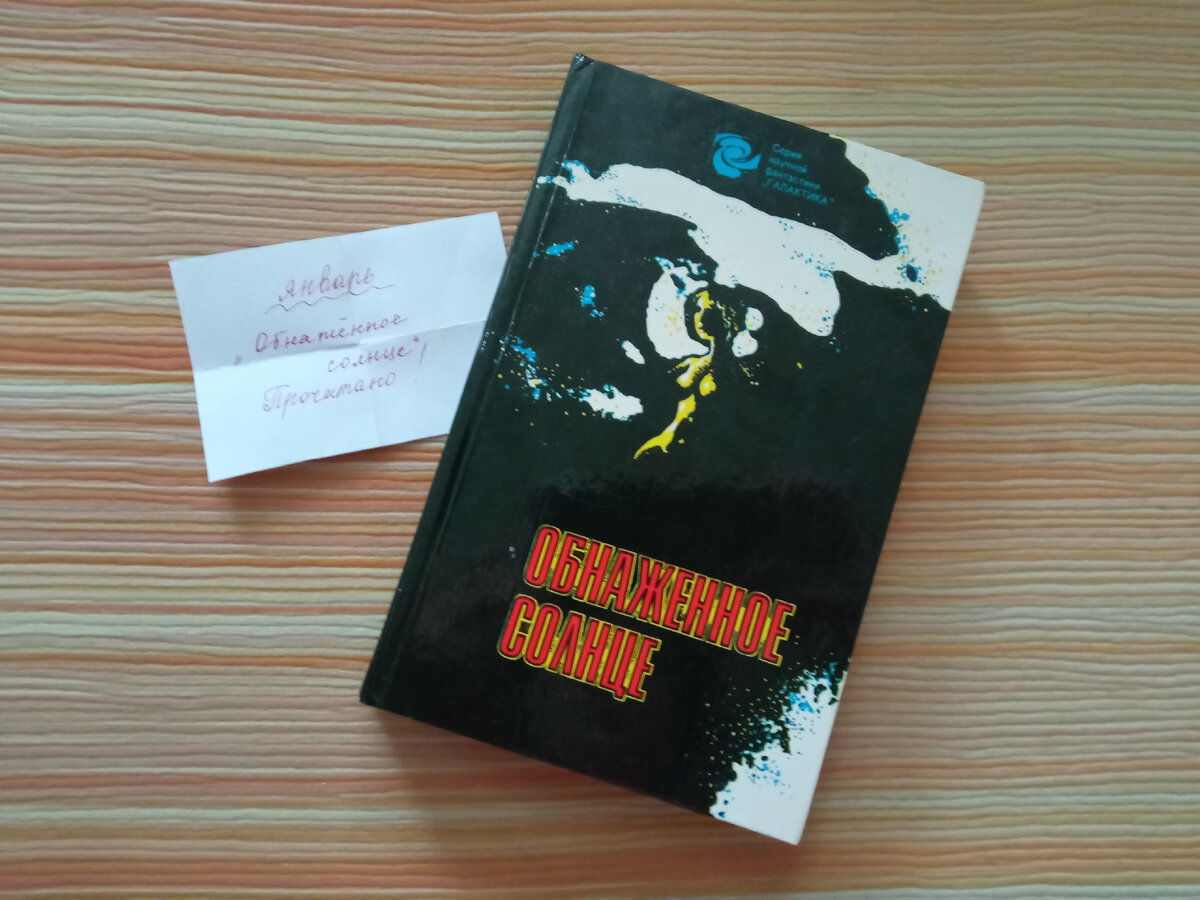 январь
„Обнажённое
солнце"
Прочитано
Серия
научной
фантастики
„ГАЛАКТИКА"
ОБНАЖЕННОЕ
СОЛНЦЕ